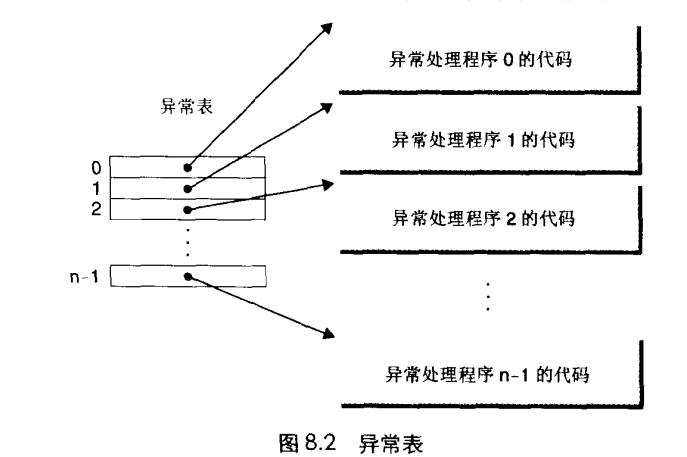 异常处理程序 0 的代码
异常表
异常处理程序 1 的代码
0
1
2
异常处理程序 2 的代码
n-1
异常处理程序 n-1 的代码
图 8.2 异常表